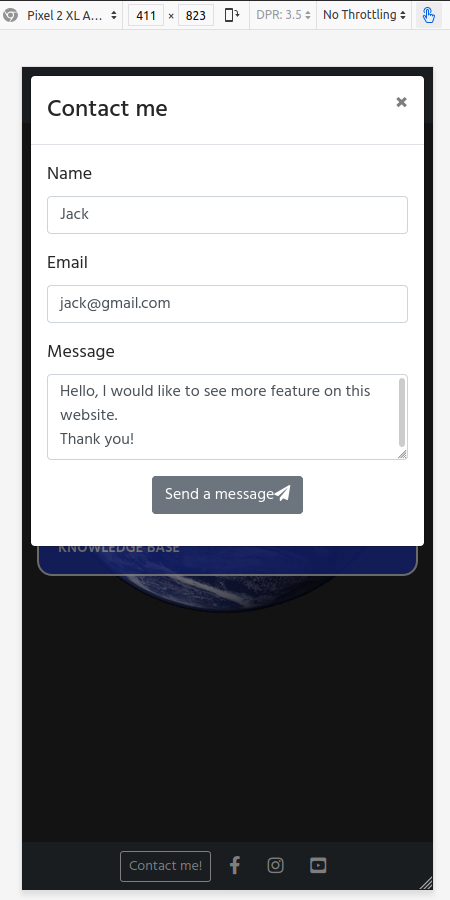 Pixel 2 XL A... 411 × 823 DPR: 3.5 No Throttling
Contact me
Name
Jack
Email
jack@gmail.com
Message
Hello, I would like to see more feature on this
website.
Thank you!
Send a message
KNOWLEDGE BASE
Contact me!